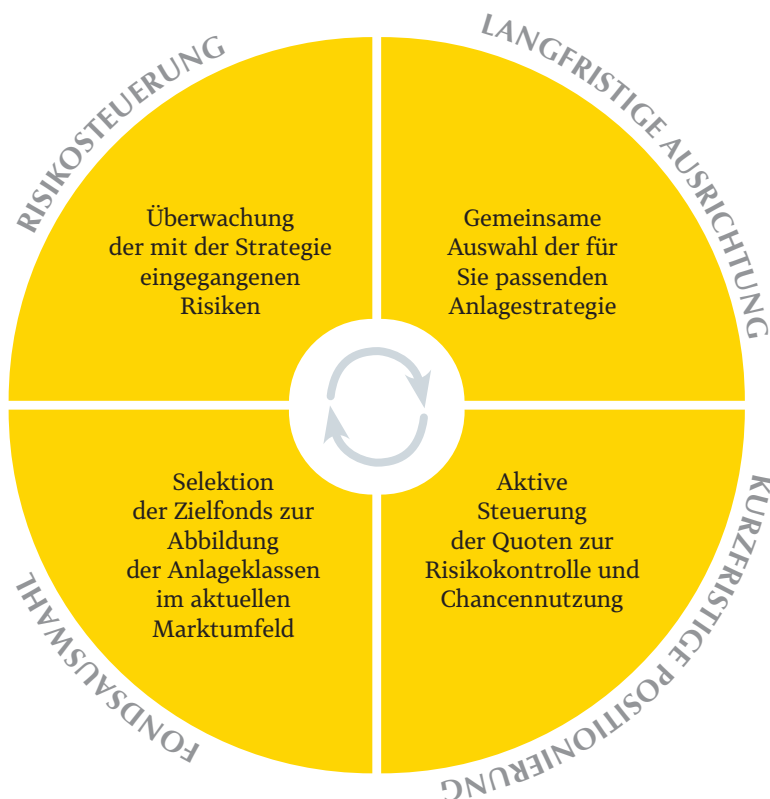 RISIKOSTEUERUNG
Überwachung
der mit der Strategie
eingegangenen
Risiken
LANGFRISTIGE AUSRICHTUNG
Gemeinsame
Auswahl der für
Sie passenden
Anlagestrategie
KURZFRISTIGE POSITIONIERUNG
Aktive
Steuerung
der Quoten zur
Risikokontrolle und
Chancennutzung
FONDSAUSWAHL
Selektion
der Zielfonds zur
Abbildung
der Anlageklassen
im aktuellen
Marktumfeld